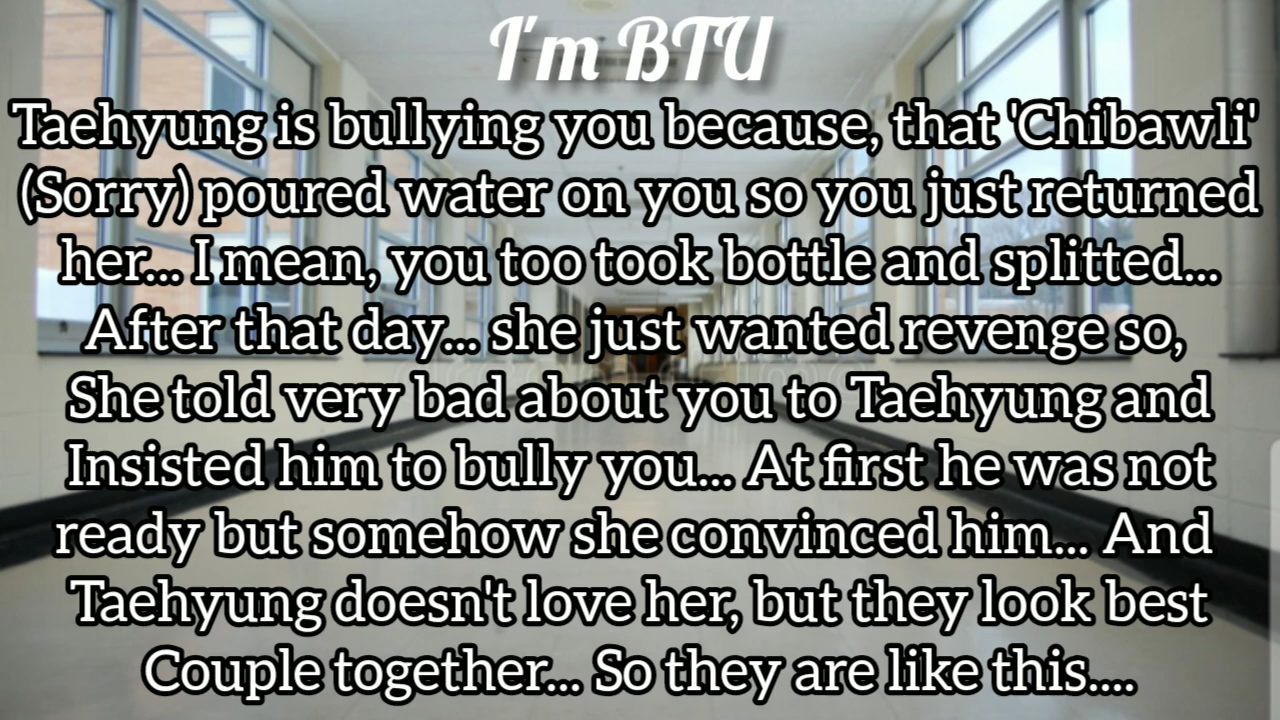 I'm BTU
Taehyung is bullying you because, that 'Chibawli'
(Sorry) poured water on you so you just returned
her... I mean, you too took bottle and splitted...
After that day... she just wanted revenge so,
She told very bad about you to Taehyung and
Insisted him to bully you... At first he was not
ready but somehow she convinced him... And
Taehyung doesn't love her, but they look best
Couple together... So they are like this....